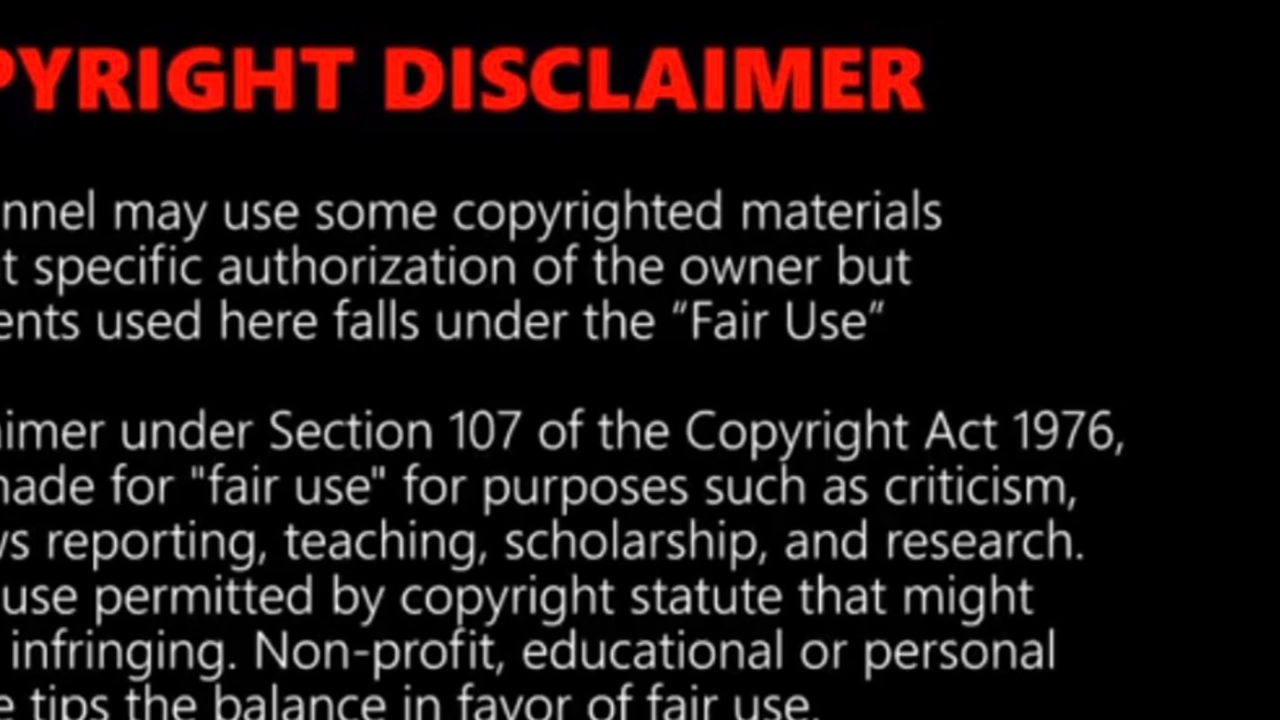 PYRIGHT DISCLAIMER
nnel may use some copyrighted materials
t specific authorization of the owner but
ents used here falls under the “Fair Use”
aimer under Section 107 of the Copyright Act 1976,
made for "fair use" for purposes such as criticism,
ws reporting, teaching, scholarship, and research.
use permitted by copyright statute that might
infringing. Non-profit, educational or personal
e tips the balance in favor of fair use.